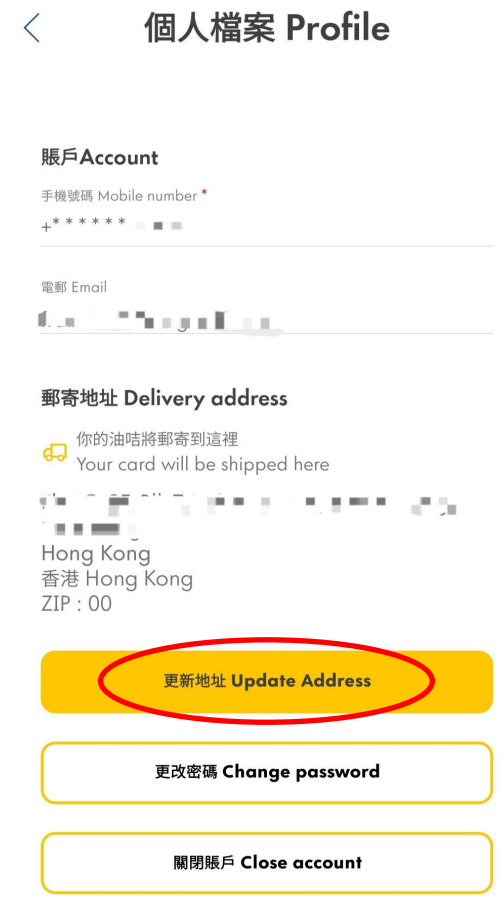 個人檔案 Profile
賬戶Account
手機號碼 Mobile number *
+* * * * * *
電郵 Email
郵寄地址 Delivery address
你的油咭將郵寄到這裡
Your card will be shipped here
Hong Kong
香港 Hong Kong
ZIP : 00
更新地址 Update Address
更改密碼 Change password
關閉賬戶 Close account